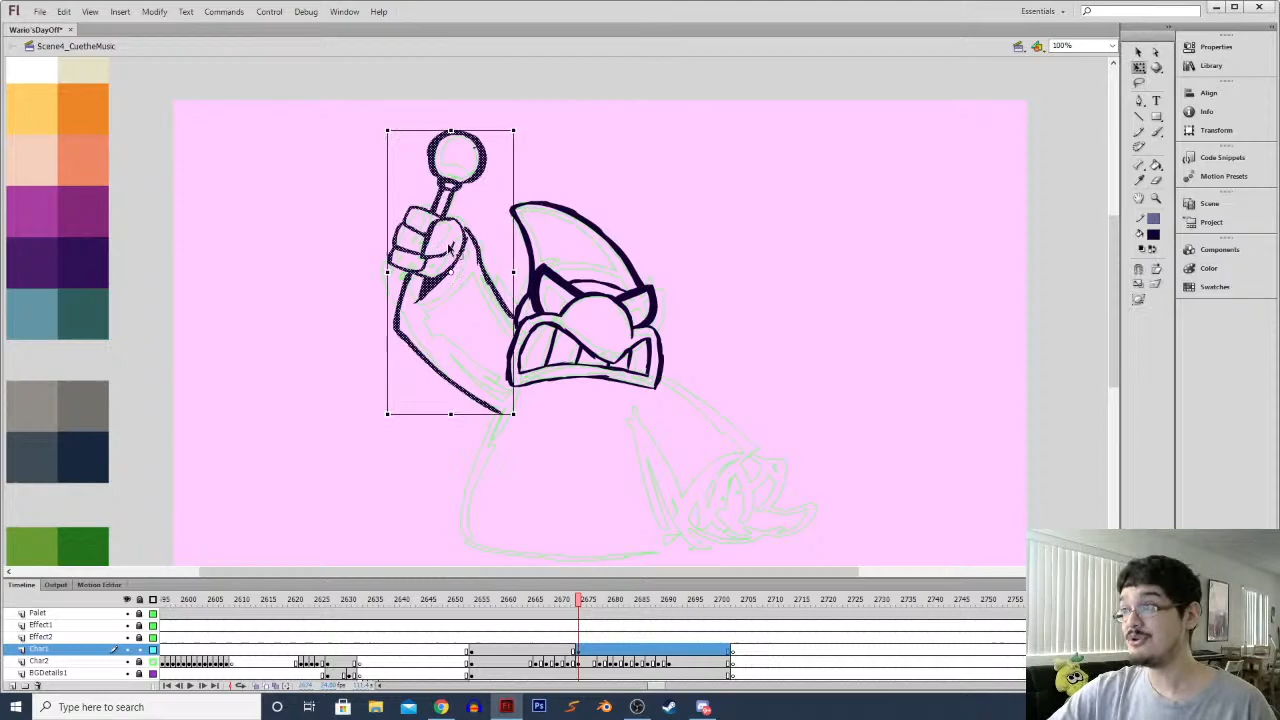 Fl File Edit View Insert Modify Text Commands Control Debug Window Help Essentials
Wario'sDayOff* ×
Scene4_CuetheMusic 100%
Properties
Library
Align
Info
Transform
Code Snippets
Motion Presets
Scene
Project
Components
Color
Swatches
Timeline Output Motion Editor
2600 2605 2610 2615 2620 2625 2630 2635 2640 2645 2650 2655 2660 2665 2670 2675 2680 2685 2690 2695 2700 2705 2710 2715 2720 2725 2730 2735 2740 2745 2750 2755
Palet
Effect1
Effect2
Char1
Char2
BGDetails1
2674 24.00 fps
Type here to search